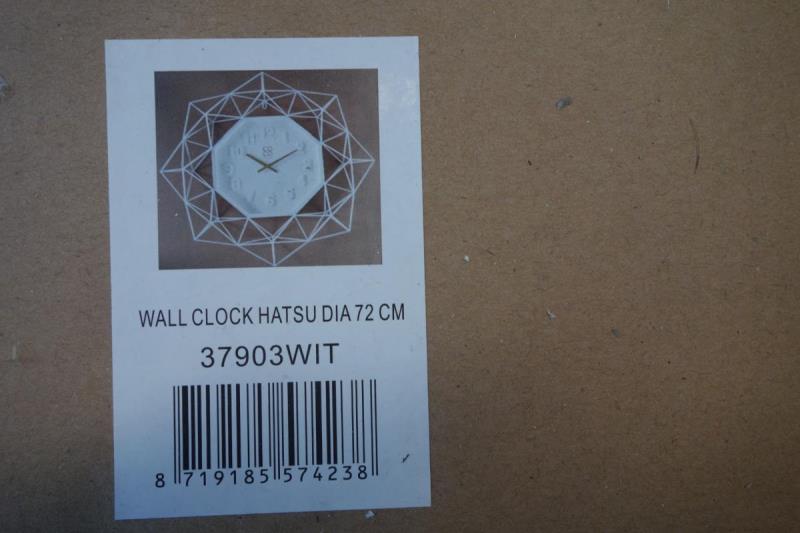 WALL CLOCK HATSU DIA 72 CM
37903WIT
8 719185 574238